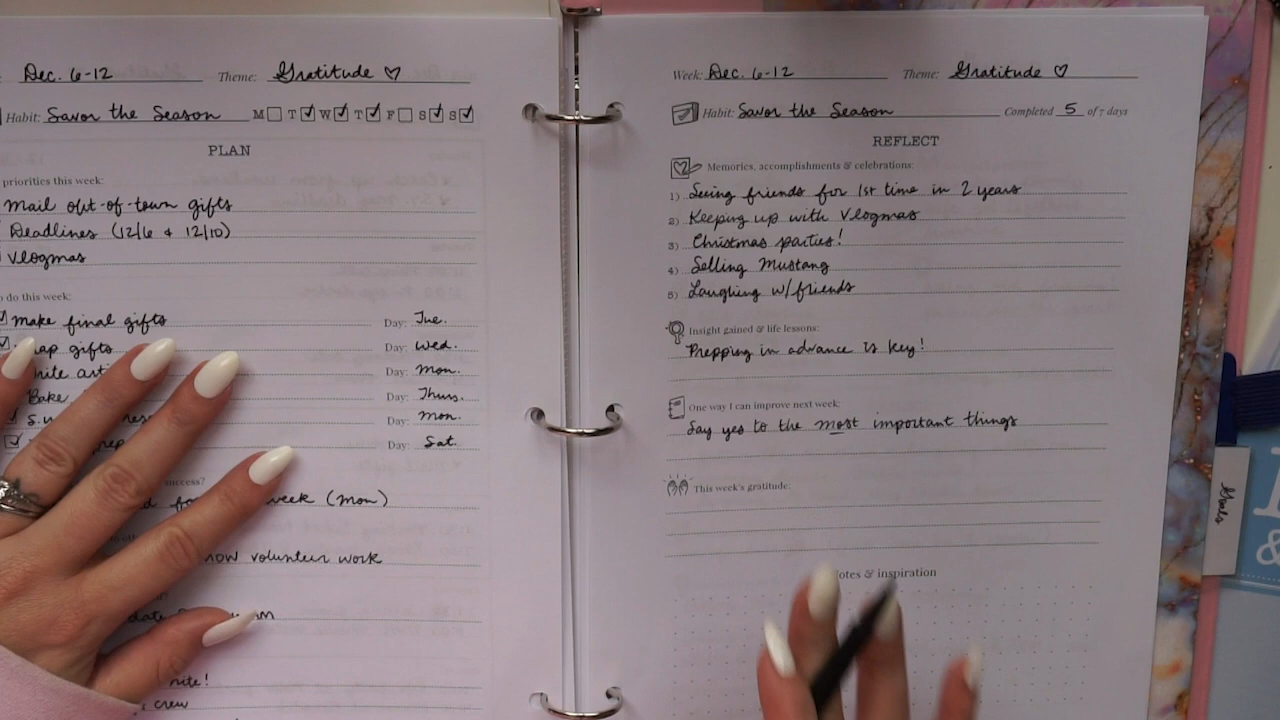 Dec. 6-12 Theme: Gratitude ♡
Habit: Savor the Season M T W T F S S
PLAN
priorities this week:
Mail out-of-town gifts
Deadlines (12/6 & 12/10)
Vlogmas
do this week:
Make final gifts Day: Tue.
gifts Day: Wed.
Day: Mon.
Bake Day: Thurs.
Day: Mon.
Day: Sat.
success?
week (Mon)
volunteer work
date
crew
Week: Dec. 6-12 Theme: Gratitude ♡
Habit: Savor the Season Completed 5 of 7 days
REFLECT
Memories, accomplishments & celebrations:
1) Seeing friends for 1st time in 2 years
2) Keeping up with Vlogmas
3) Christmas parties!
4) Selling Mustang
5) Laughing w/friends
Insight gained & life lessons:
Prepping in advance is key!
One way I can improve next week:
Say yes to the most important things
This week's gratitude:
& inspiration
Goals
&